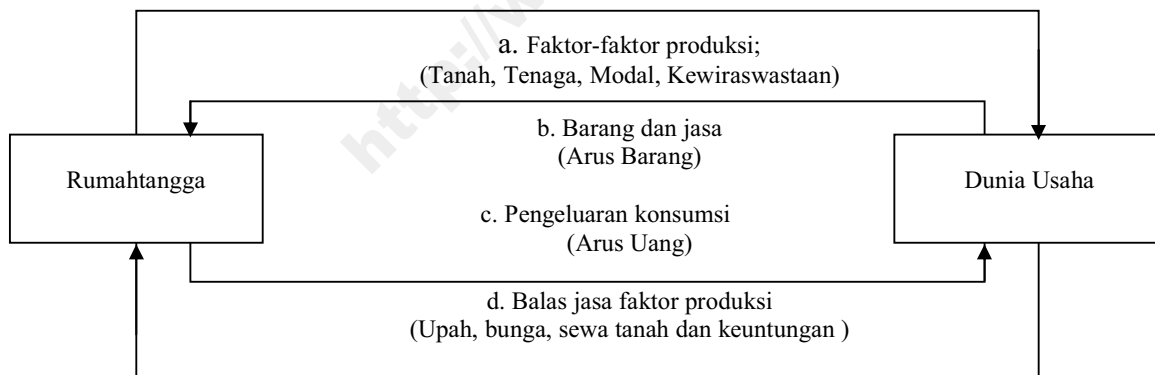 a. Faktor-faktor produksi;
(Tanah, Tenaga, Modal, Kewiraswastaan)
b. Barang dan jasa
(Arus Barang)
Rumahtangga
Dunia Usaha
c. Pengeluaran konsumsi
(Arus Uang)
d. Balas jasa faktor produksi
(Upah, bunga, sewa tanah dan keuntungan )
http://w